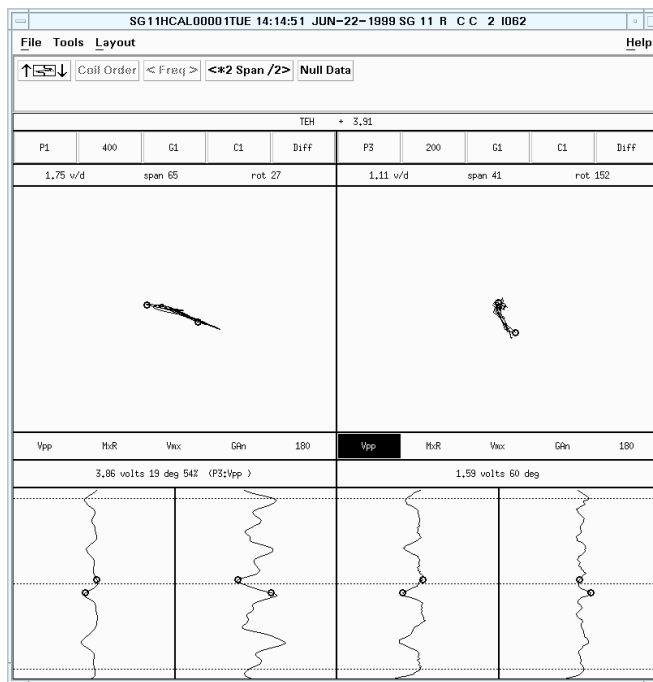 SG11HCAL00001TUE 14:14:51 JUN-22-1999 SG 11 R C C 2 I062
File Tools Layout Help
Coil Order < Freq > <*2 Span /2> Null Data
TEH + 3.91
P1 400 G1 C1 Diff P3 200 G1 C1 Diff
1.75 v/d span 65 rot 27 1.11 v/d span 41 rot 152
Vpp MxR Vmx GAn 180 Vpp MxR Vmx GAn 180
3.86 volts 19 deg 54% (P3:Vpp ) 1.59 volts 60 deg